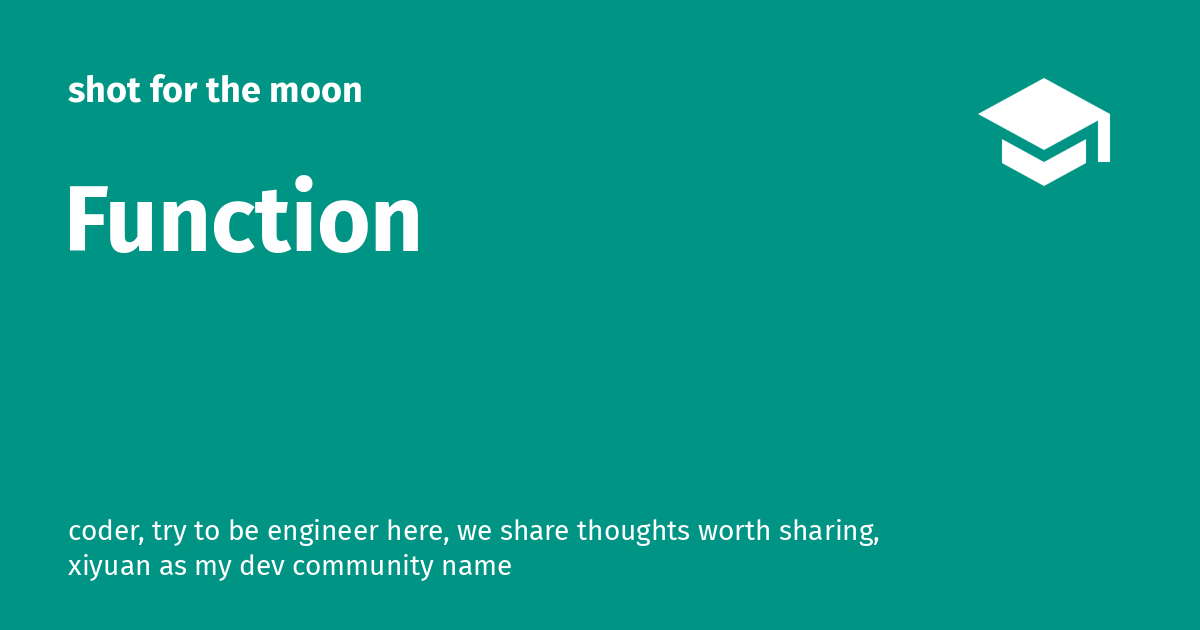 shot for the moon
Function
coder, try to be engineer here, we share thoughts worth sharing,
xiyuan as my dev community name